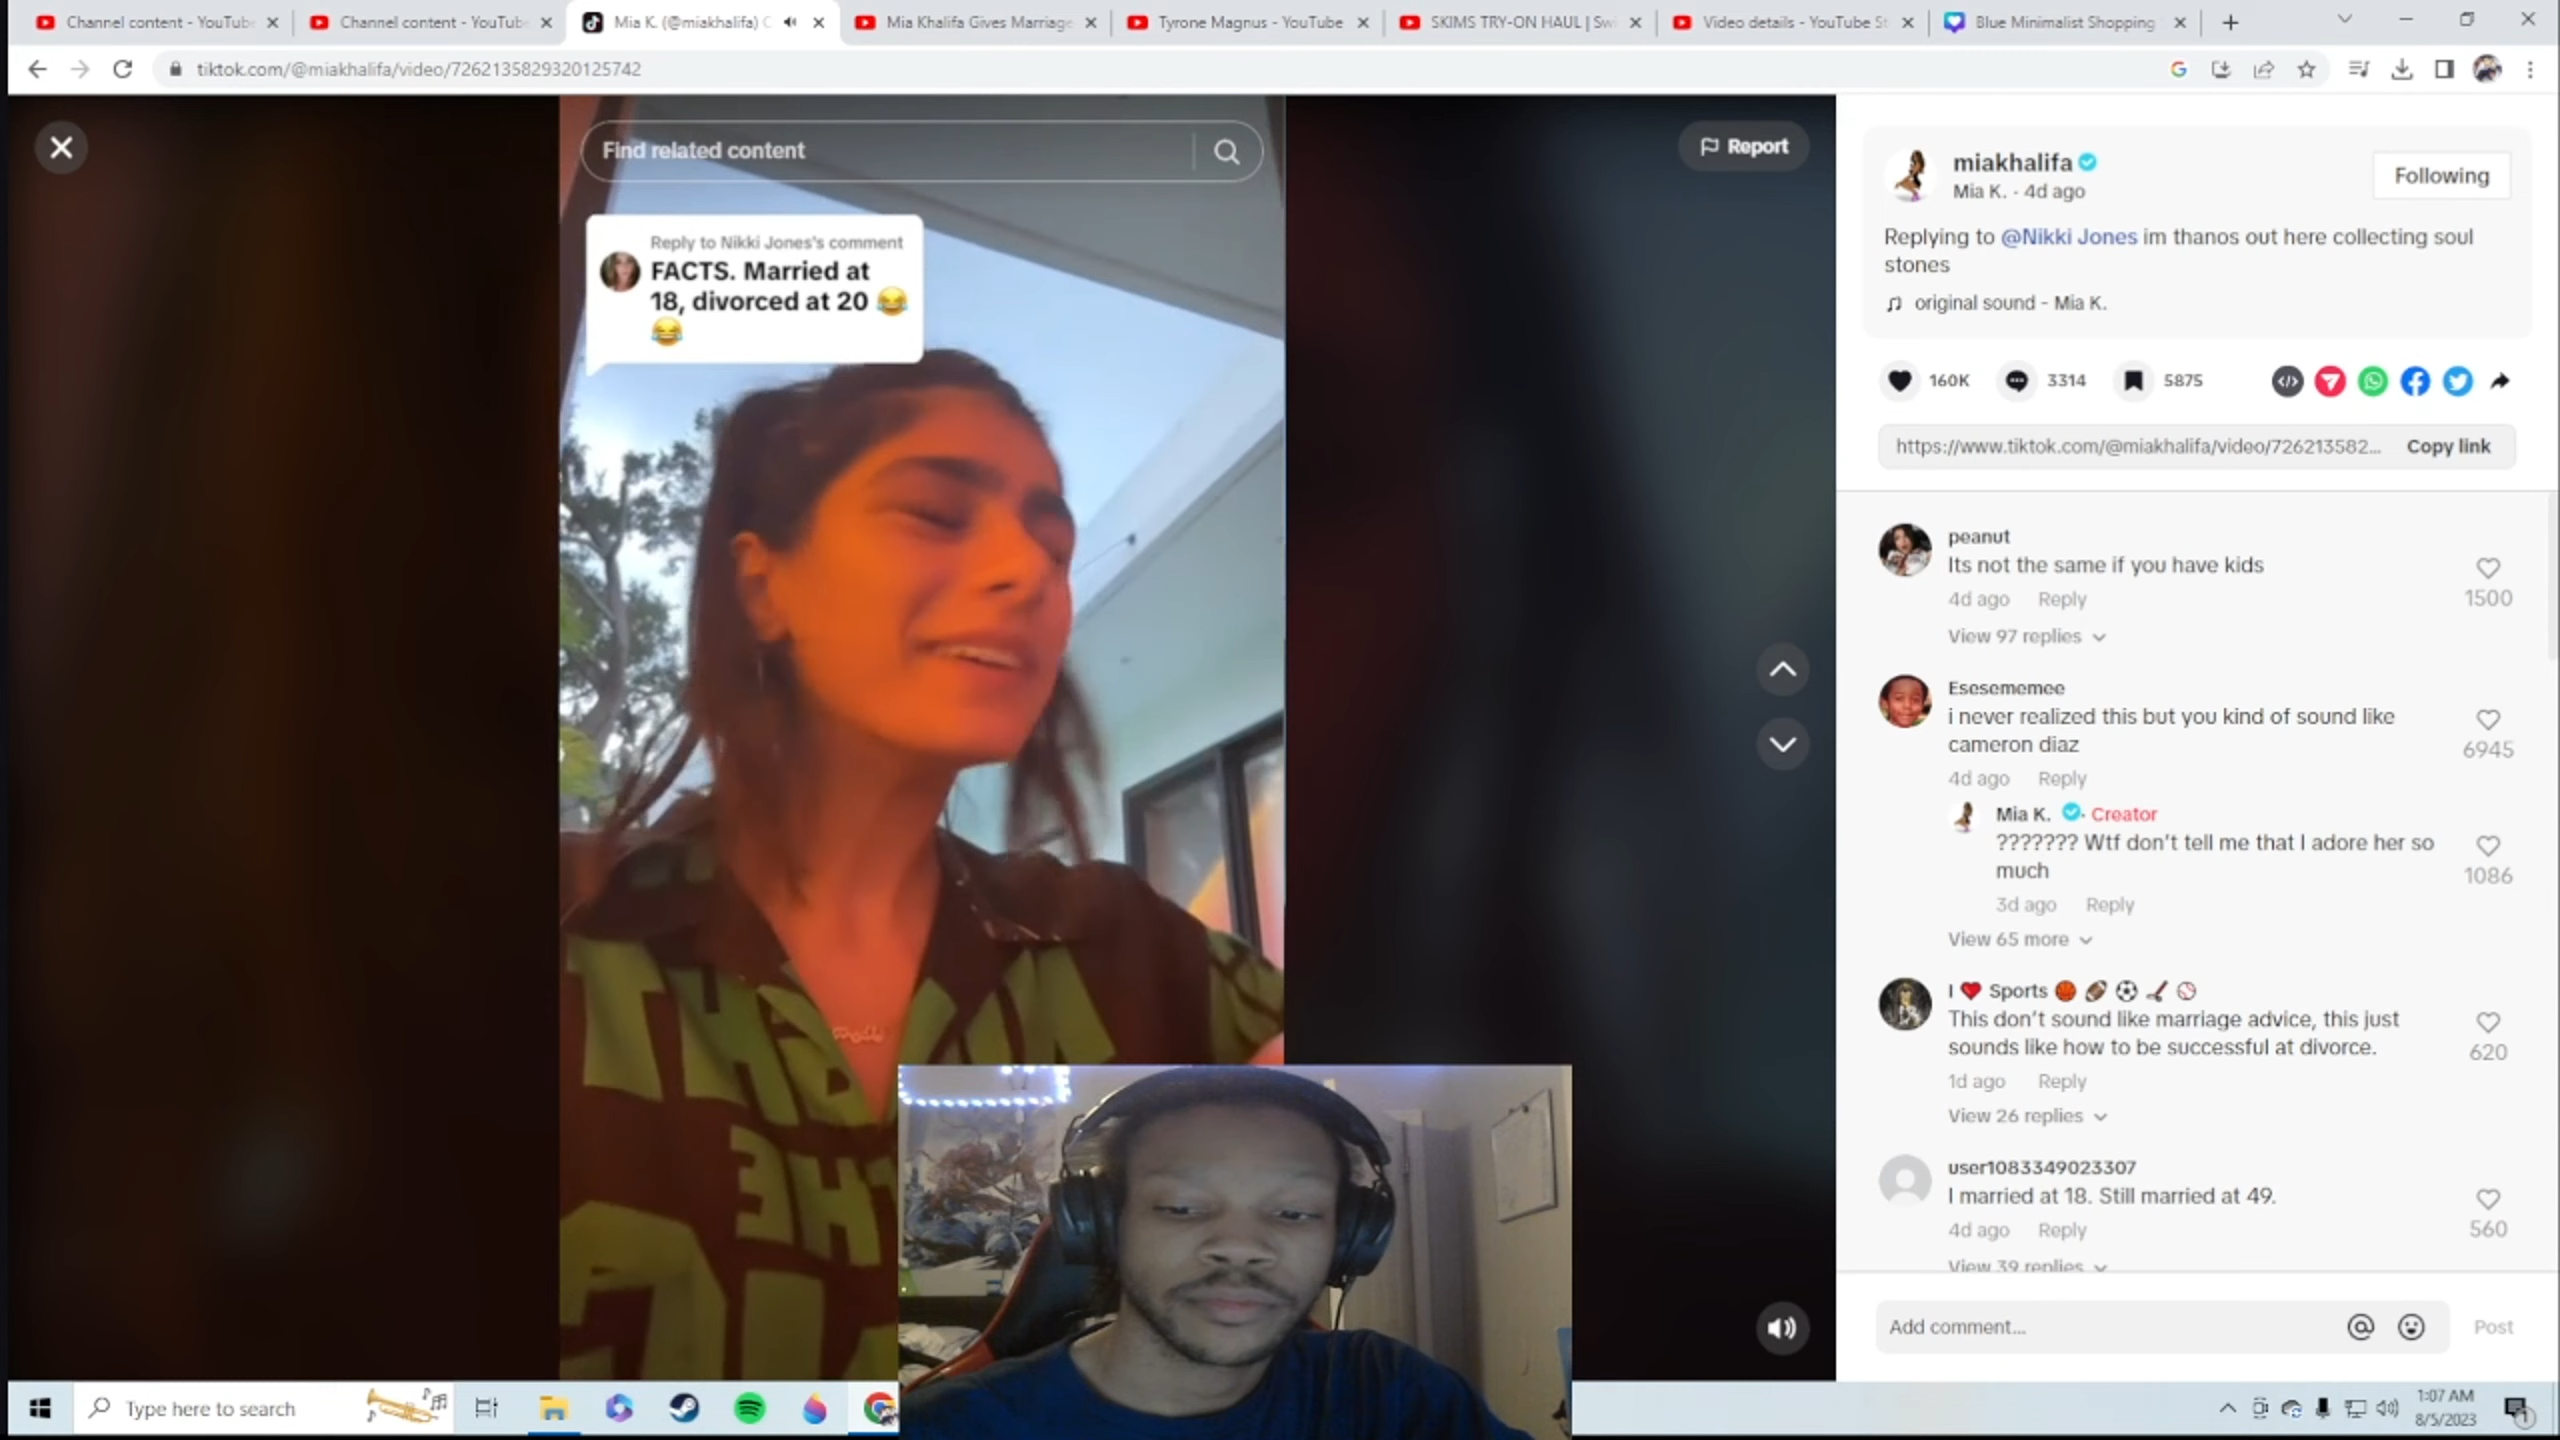 Channel content - YouTube
Channel content - YouTube
Mia K. (@miakhalifa) C
Mia Khalifa Gives Marriage
Tyrone Magnus - YouTube
SKIMS TRY-ON HAUL | Swi
Video details - YouTube St
Blue Minimalist Shopping
tiktok.com/@miakhalifa/video/7262135829320125742
Find related content
Report
Reply to Nikki Jones's comment
FACTS. Married at
18, divorced at 20 😂
😂
miakhalifa
Mia K. · 4d ago
Following
Replying to @Nikki Jones im thanos out here collecting soul
stones
original sound - Mia K.
160K
3314
5875
https://www.tiktok.com/@miakhalifa/video/726213582...
Copy link
peanut
Its not the same if you have kids
4d ago Reply
1500
View 97 replies
Esesememee
i never realized this but you kind of sound like
cameron diaz
6945
4d ago Reply
Mia K. · Creator
??????? Wtf don't tell me that I adore her so
much
1086
3d ago Reply
View 65 more
I ❤️ Sports 🏀 🏈 ⚽ 🏑 ⚾
This don't sound like marriage advice, this just
sounds like how to be successful at divorce.
620
1d ago Reply
View 26 replies
user1083349023307
I married at 18. Still married at 49.
4d ago Reply
560
View 39 replies
Add comment...
Post
Type here to search
1:07 AM
8/5/2023
1
THE